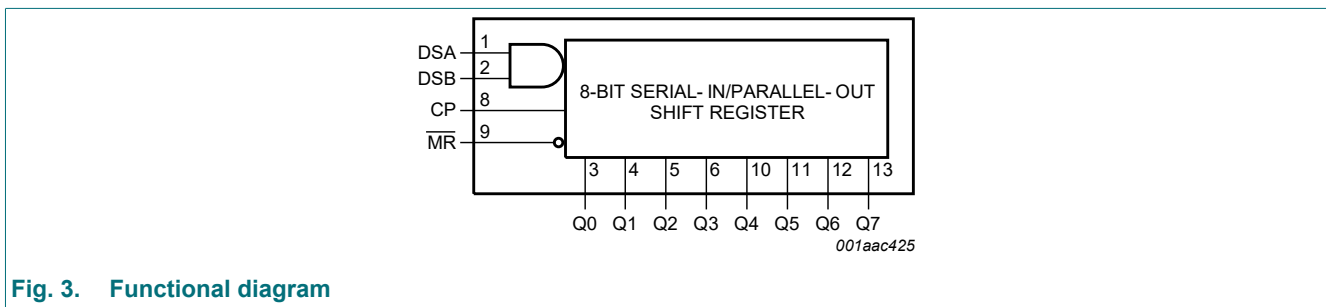 DSA 1
DSB 2
CP 8
MR 9
8-BIT SERIAL- IN/PARALLEL- OUT
SHIFT REGISTER
3 4 5 6 10 11 12 13
Q0 Q1 Q2 Q3 Q4 Q5 Q6 Q7
001aac425
Fig. 3. Functional diagram